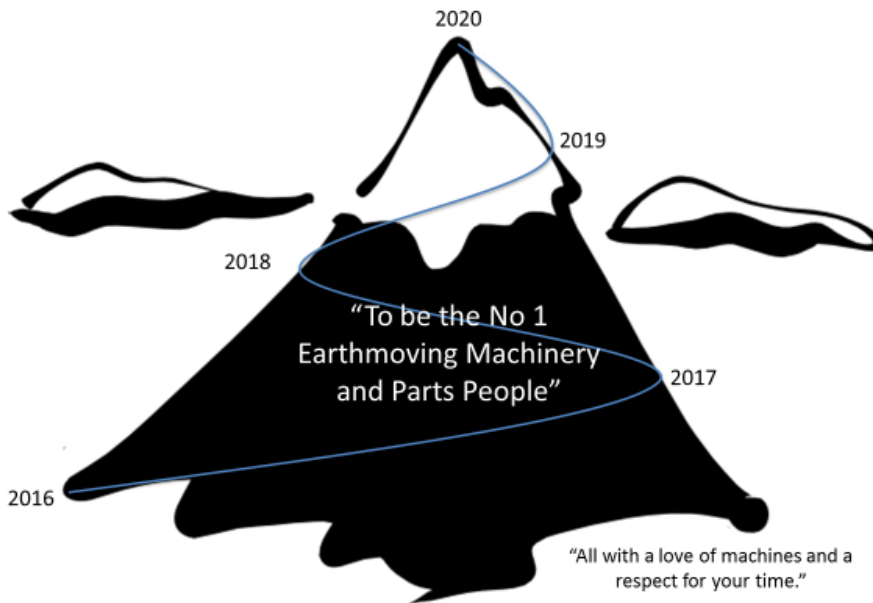 2020
2019
2018
“To be the No 1
Earthmoving Machinery
and Parts People”
2017
2016
“All with a love of machines and a
respect for your time.”